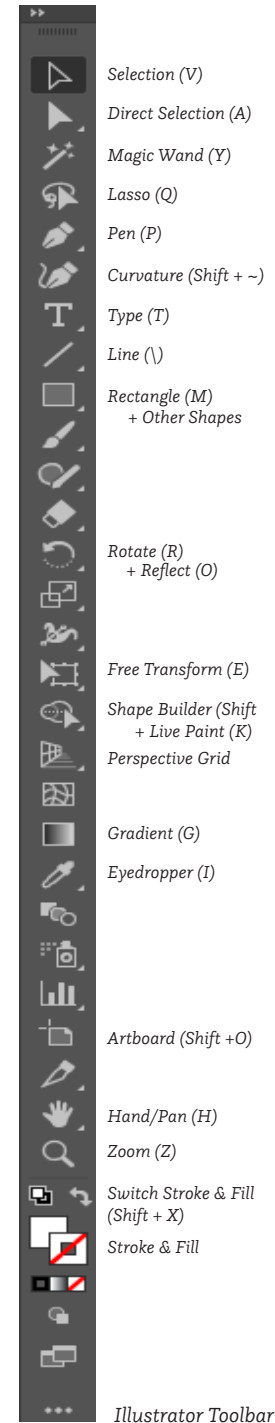 Selection (V)
Direct Selection (A)
Magic Wand (Y)
Lasso (Q)
Pen (P)
Curvature (Shift + ~)
Type (T)
Line (\)
Rectangle (M)
+ Other Shapes
Rotate (R)
+ Reflect (O)
Free Transform (E)
Shape Builder (Shift
+ Live Paint (K)
Perspective Grid
Gradient (G)
Eyedropper (I)
Artboard (Shift +O)
Hand/Pan (H)
Zoom (Z)
Switch Stroke & Fill
(Shift + X)
Stroke & Fill
Illustrator Toolbar